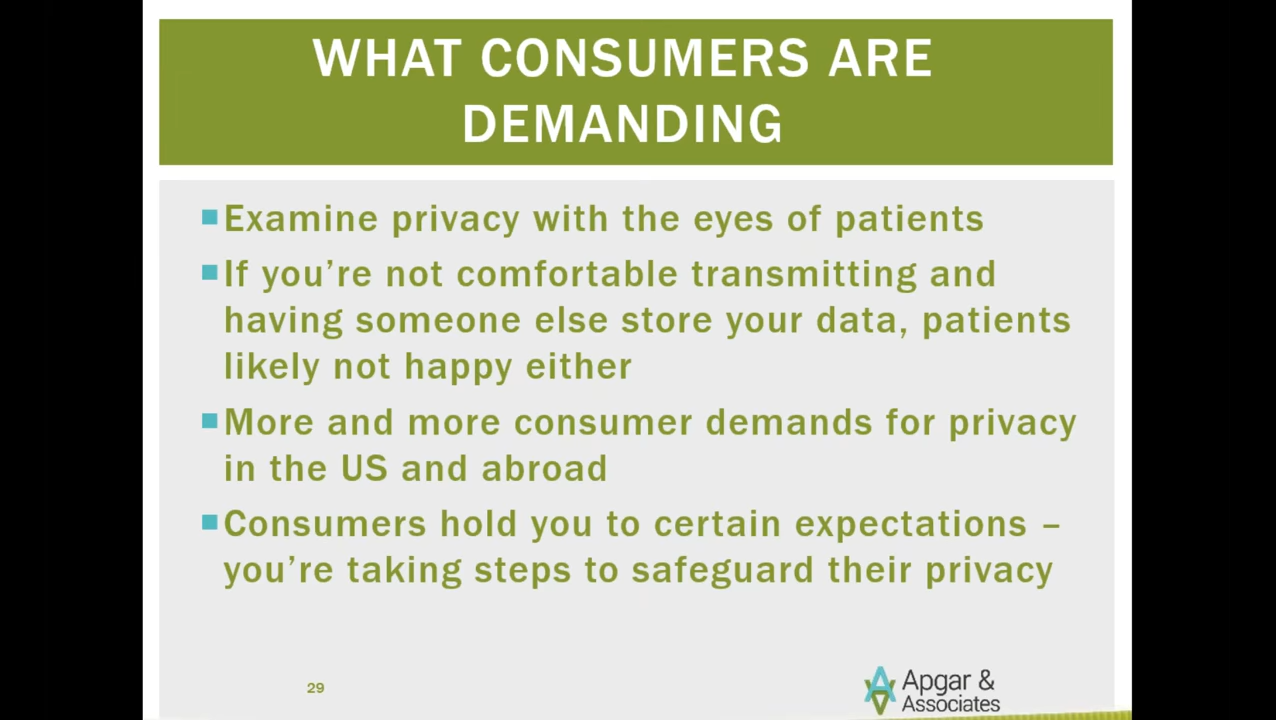 WHAT CONSUMERS ARE
DEMANDING
Examine privacy with the eyes of patients
If you’re not comfortable transmitting and
having someone else store your data, patients
likely not happy either
More and more consumer demands for privacy
in the US and abroad
Consumers hold you to certain expectations –
you’re taking steps to safeguard their privacy
29
Apgar &
Associates